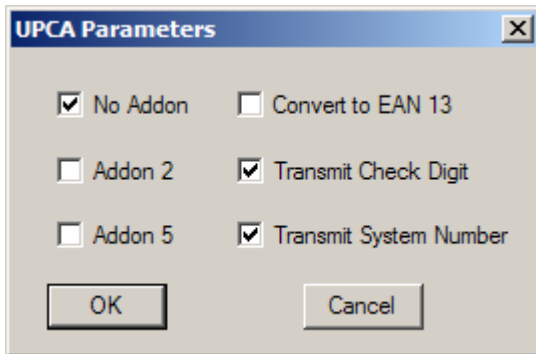 UPCA Parameters
No Addon
Convert to EAN 13
Addon 2
Transmit Check Digit
Addon 5
Transmit System Number
OK
Cancel